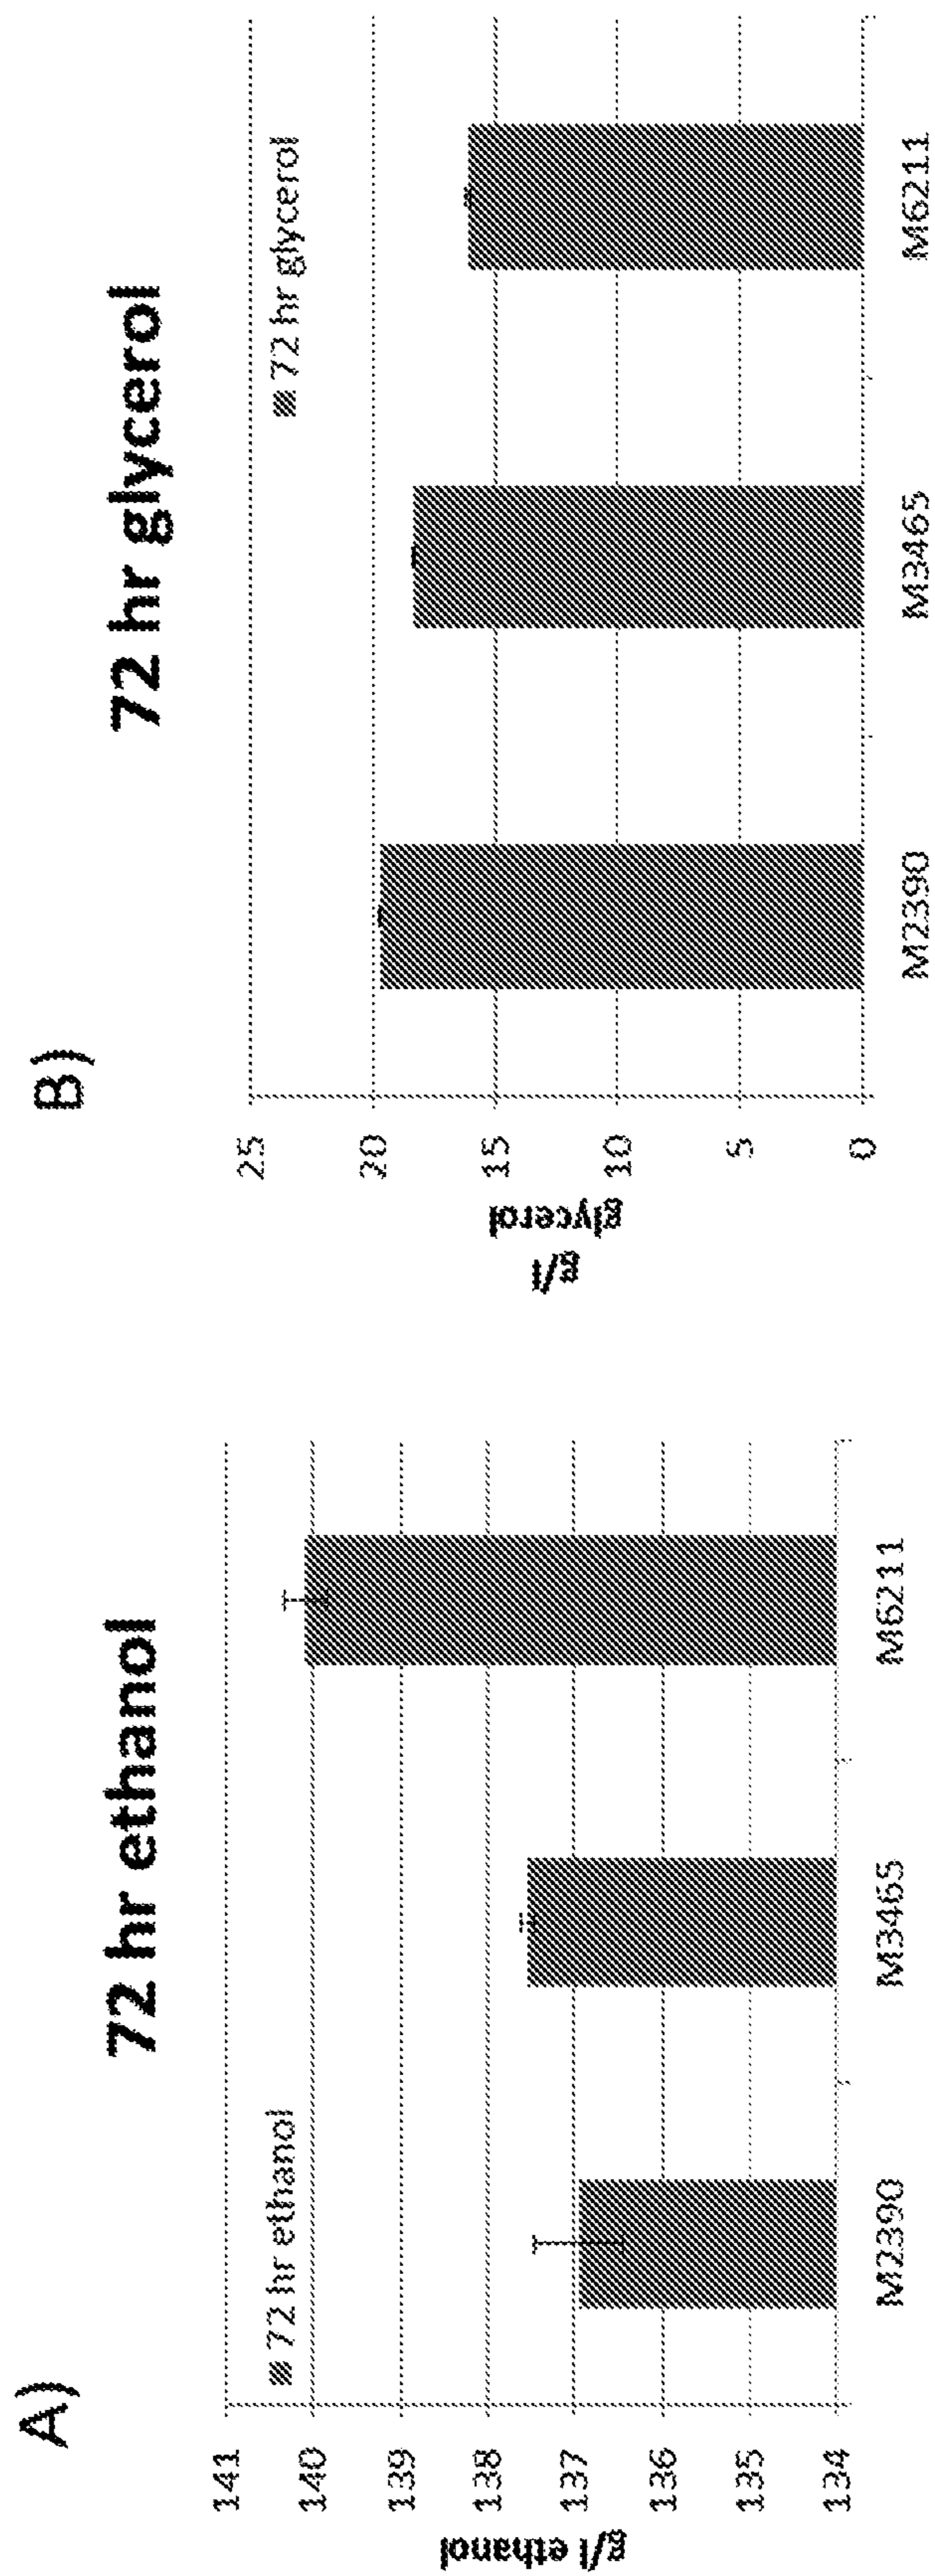 A)
72 hr ethanol
72 hr ethanol
141
140
139
138
137
136
135
134
g/l ethanol
M2390 M3465 M6211
B)
72 hr glycerol
72 hr glycerol
25
20
15
10
5
0
g/l
glycerol
M2390 M3465 M6211